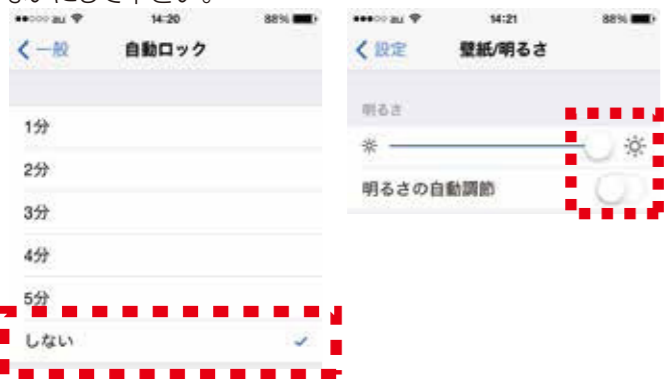 au 14:20 88%
一般 自動ロック
1分
2分
3分
4分
5分
しない
au 14:21 88%
設定 壁紙/明るさ
明るさ
明るさの自動調節